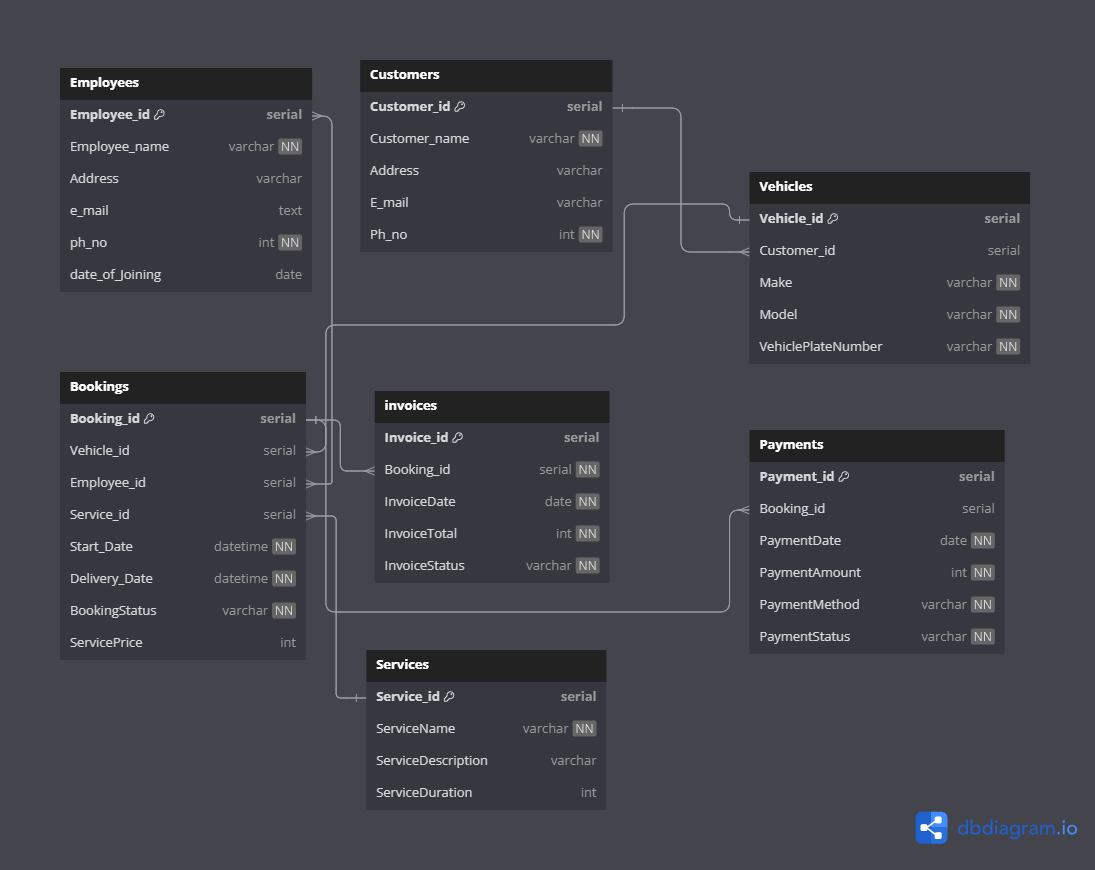 Employees
Employee_id serial
Employee_name varchar NN
Address varchar
e_mail text
ph_no int NN
date_of_Joining date
Customers
Customer_id serial
Customer_name varchar NN
Address varchar
E_mail varchar
Ph_no int NN
Vehicles
Vehicle_id serial
Customer_id serial
Make varchar NN
Model varchar NN
VehiclePlateNumber varchar NN
Bookings
Booking_id serial
Vehicle_id serial
Employee_id serial
Service_id serial
Start_Date datetime NN
Delivery_Date datetime NN
BookingStatus varchar NN
ServicePrice int
invoices
Invoice_id serial
Booking_id serial NN
InvoiceDate date NN
InvoiceTotal int NN
InvoiceStatus varchar NN
Payments
Payment_id serial
Booking_id serial
PaymentDate date NN
PaymentAmount int NN
PaymentMethod varchar NN
PaymentStatus varchar NN
Services
Service_id serial
ServiceName varchar NN
ServiceDescription varchar
ServiceDuration int
dbdiagram.io